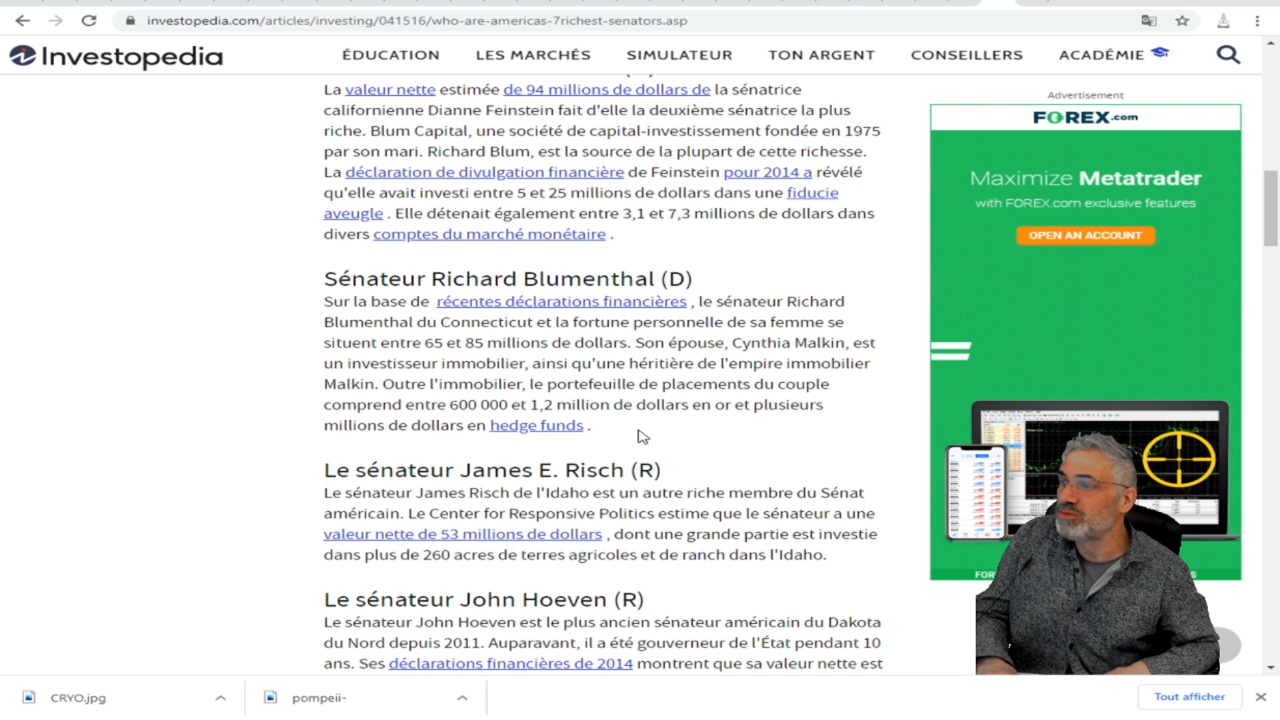 investopedia.com/articles/investing/041516/who-are-americas-7richest-senators.asp
Investopedia
ÉDUCATION
LES MARCHÉS
SIMULATEUR
TON ARGENT
CONSEILLERS
ACADÉMIE
La valeur nette estimée de 94 millions de dollars de la sénatrice
californienne Dianne Feinstein fait d'elle la deuxième sénatrice la plus
riche. Blum Capital, une société de capital-investissement fondée en 1975
par son mari. Richard Blum, est la source de la plupart de cette richesse.
La déclaration de divulgation financière de Feinstein pour 2014 a révélé
qu'elle avait investi entre 5 et 25 millions de dollars dans une fiducie
aveugle . Elle détenait également entre 3,1 et 7,3 millions de dollars dans
divers comptes du marché monétaire .
Sénateur Richard Blumenthal (D)
Sur la base de récentes déclarations financières , le sénateur Richard
Blumenthal du Connecticut et la fortune personnelle de sa femme se
situent entre 65 et 85 millions de dollars. Son épouse, Cynthia Malkin, est
un investisseur immobilier, ainsi qu'une héritière de l'empire immobilier
Malkin. Outre l'immobilier, le portefeuille de placements du couple
comprend entre 600 000 et 1,2 million de dollars en or et plusieurs
millions de dollars en hedge funds .
Le sénateur James E. Risch (R)
Le sénateur James Risch de l'Idaho est un autre riche membre du Sénat
américain. Le Center for Responsive Politics estime que le sénateur a une
valeur nette de 53 millions de dollars , dont une grande partie est investie
dans plus de 260 acres de terres agricoles et de ranch dans l'Idaho.
Le sénateur John Hoeven (R)
Le sénateur John Hoeven est le plus ancien sénateur américain du Dakota
du Nord depuis 2011. Auparavant, il a été gouverneur de l'État pendant 10
ans. Ses déclarations financières de 2014 montrent que sa valeur nette est
Advertisement
FOREX.com
Maximize Metatrader
with FOREX.com exclusive features
OPEN AN ACCOUNT
CRYO.jpg
pompeii-
Tout afficher